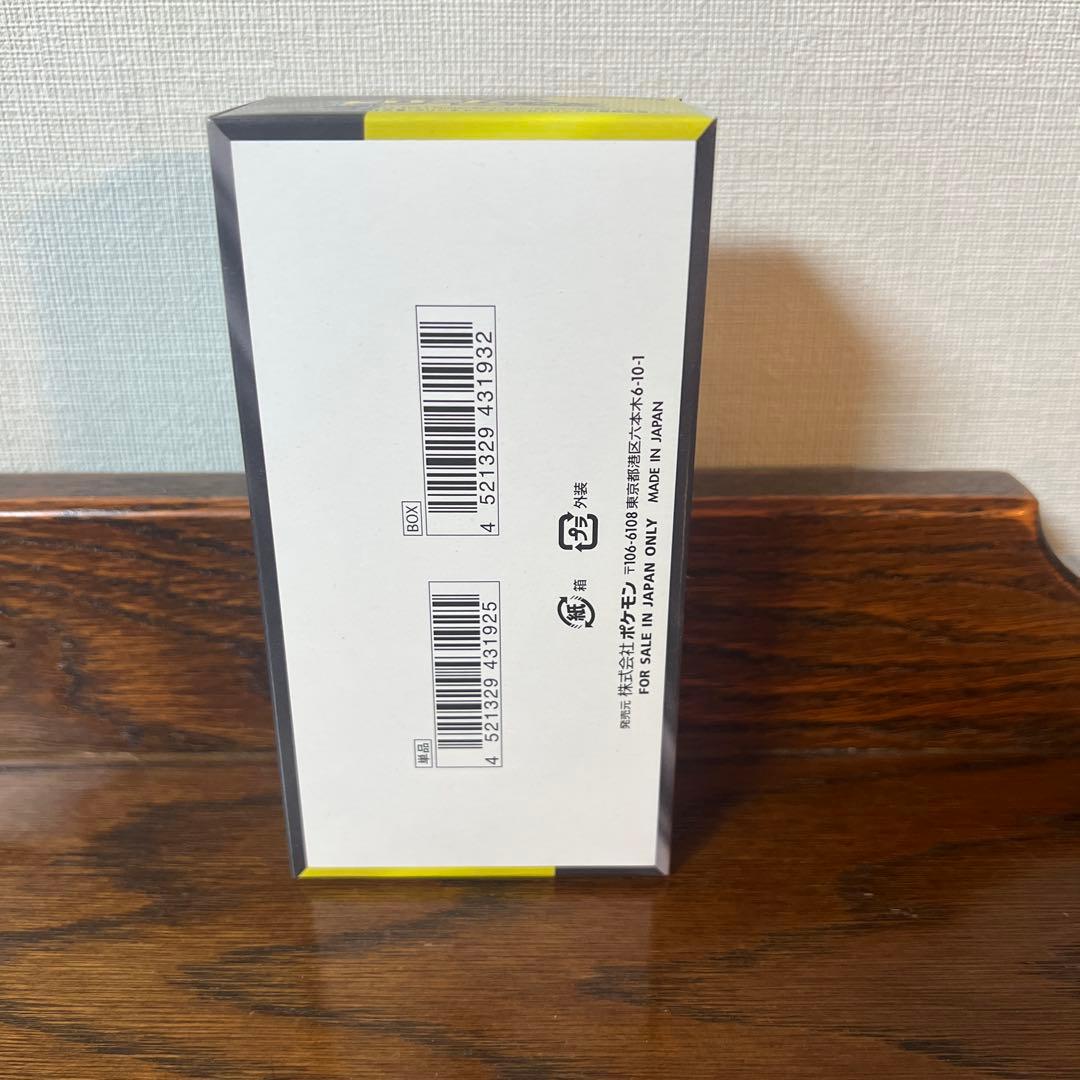 BOX
4 521329 431932
単品
4 521329 431925
プラ 外装
紙 箱
発売元 株式会社 ポケモン 〒106-6108 東京都港区六本木6-10-1
FOR SALE IN JAPAN ONLY MADE IN JAPAN